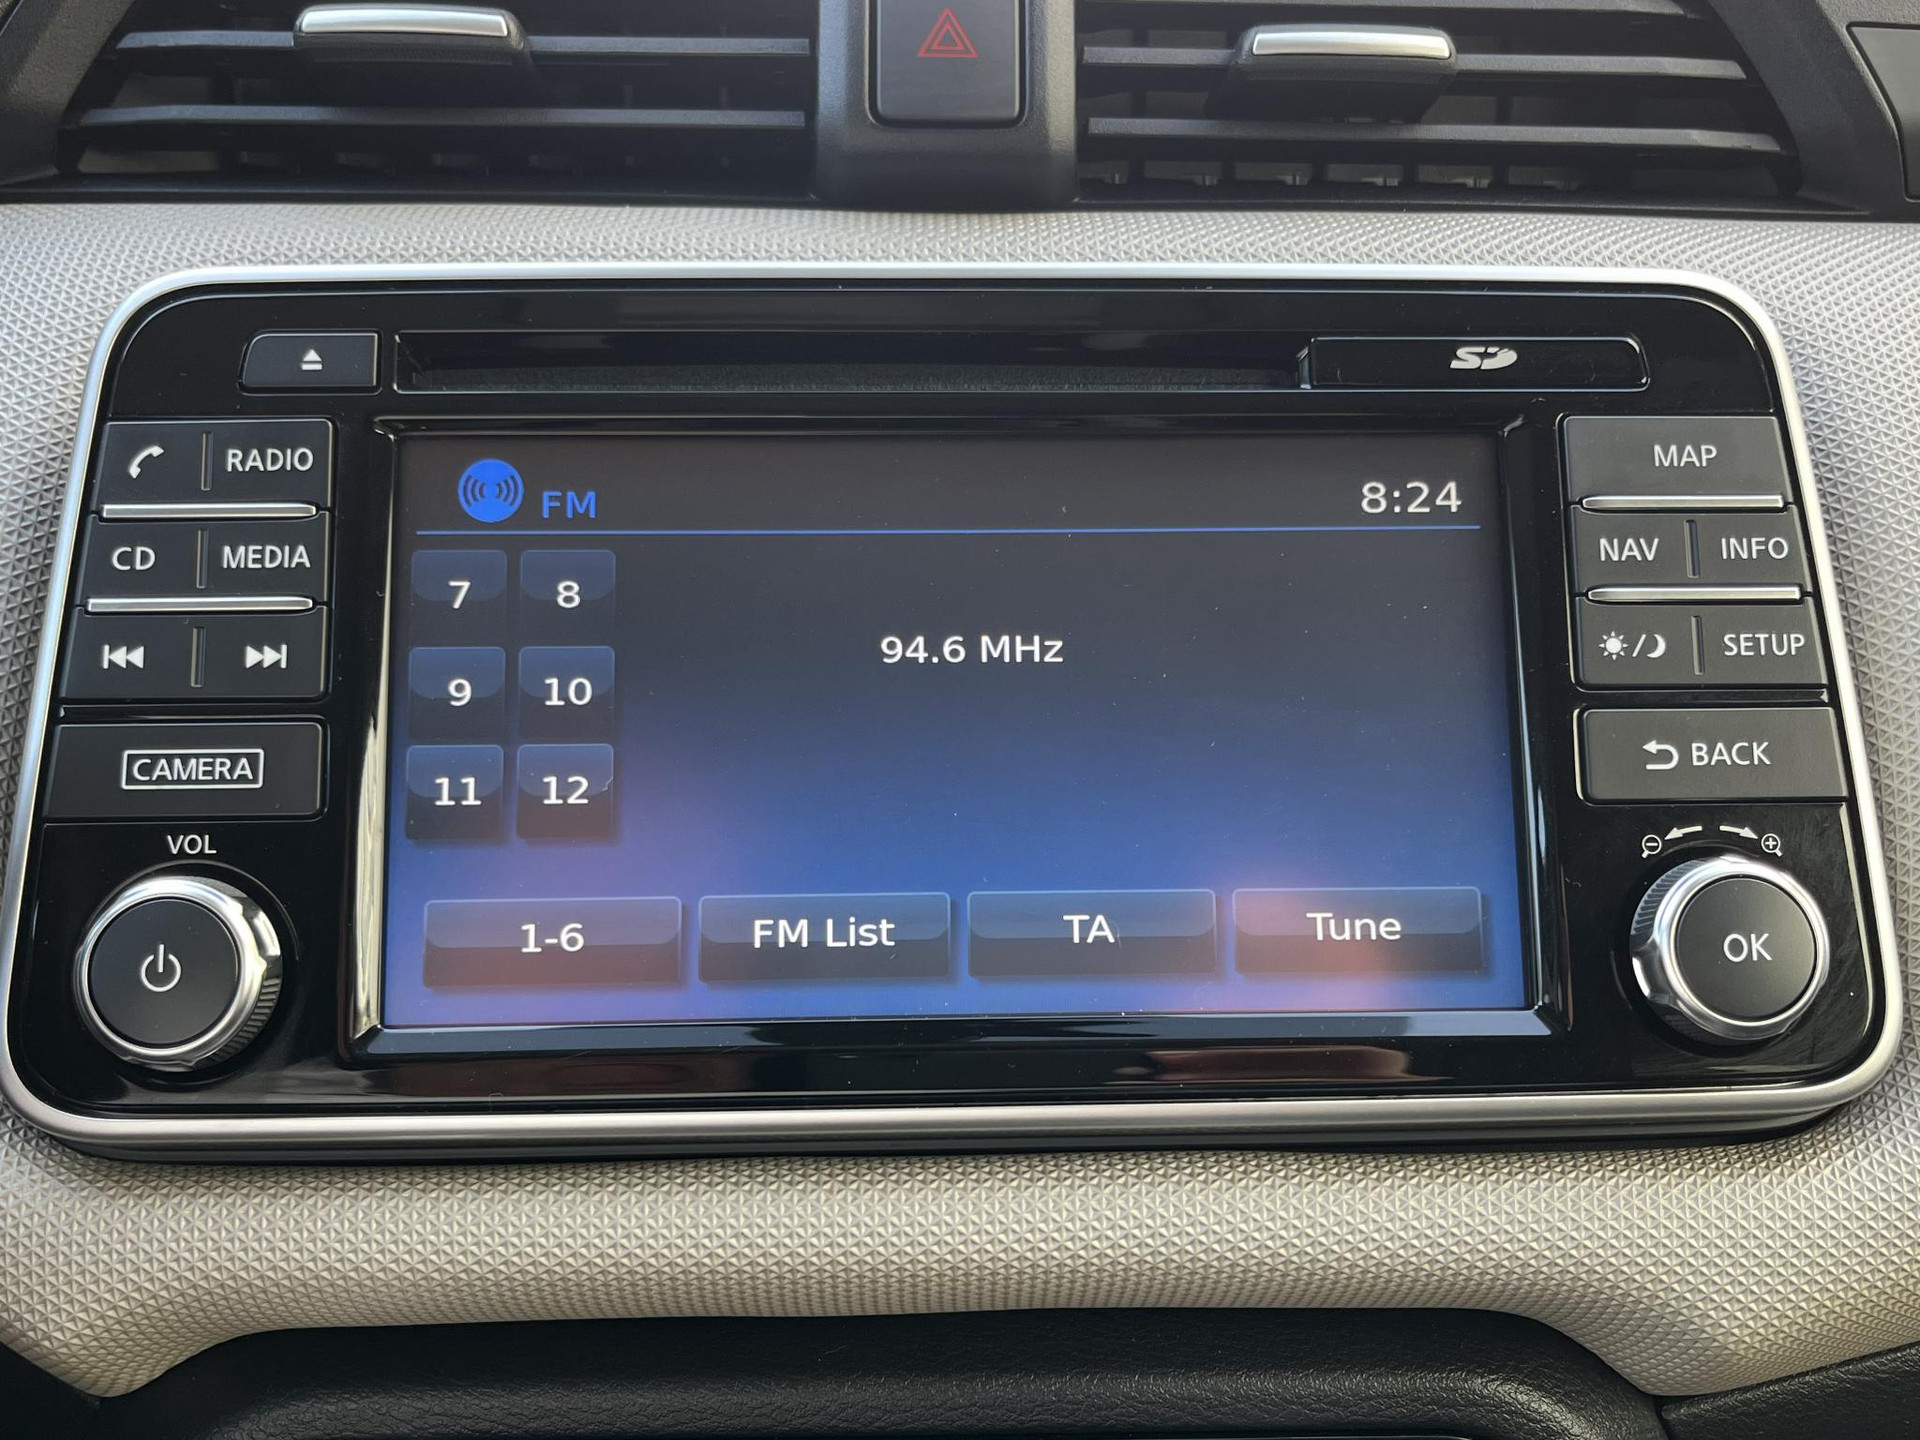 SD
RADIO
CD MEDIA
CAMERA
VOL
FM 8:24
7 8
9 10
11 12
94.6 MHz
1-6 FM List TA Tune
MAP
NAV INFO
SETUP
BACK
OK